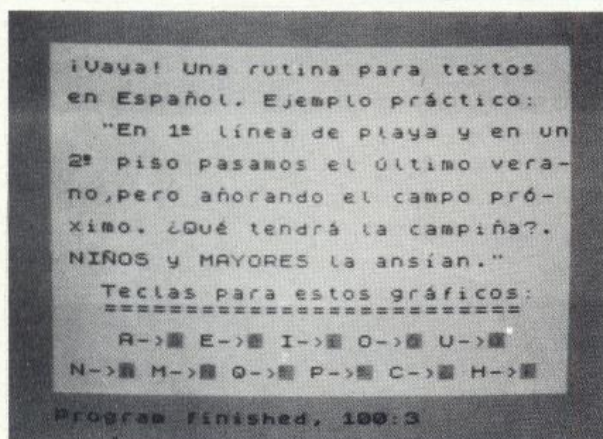 ¡Vaya! Una rutina para textos
en Español. Ejemplo práctico:
"En 1ª línea de playa y en un
2º piso pasamos el último vera-
no,pero añorando el campo pró-
ximo. ¿Qué tendrá la campiña?.
NIÑOS y MAYORES la ansían."
Teclas para estos gráficos:
===========================
A-> E-> I-> O-> U->
N-> M-> Q-> P-> C-> H->
Program finished, 100:3